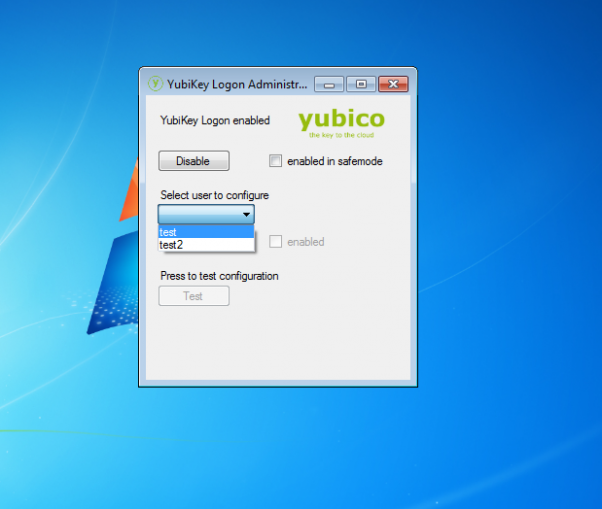 YubiKey Logon Administr...
YubiKey Logon enabled
yubico
the key to the cloud
Disable
enabled in safemode
Select user to configure
test
test2
enabled
Press to test configuration
Test